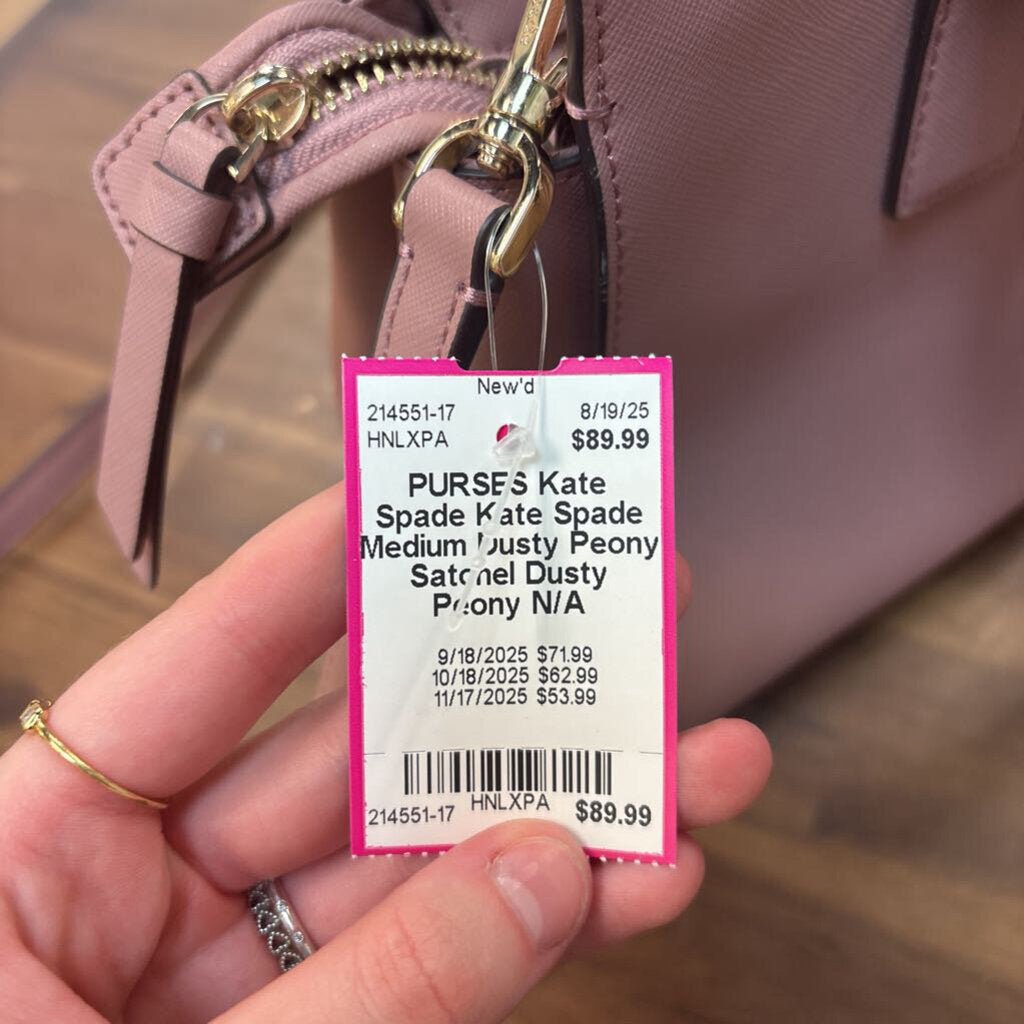 New'd
214551-17 8/19/25
HNLXPA $89.99
PURSES Kate
Spade Kate Spade
Medium Dusty Peony
Satchel Dusty
Peony N/A
9/18/2025 $71.99
10/18/2025 $62.99
11/17/2025 $53.99
HNLXPA
214551-17 $89.99